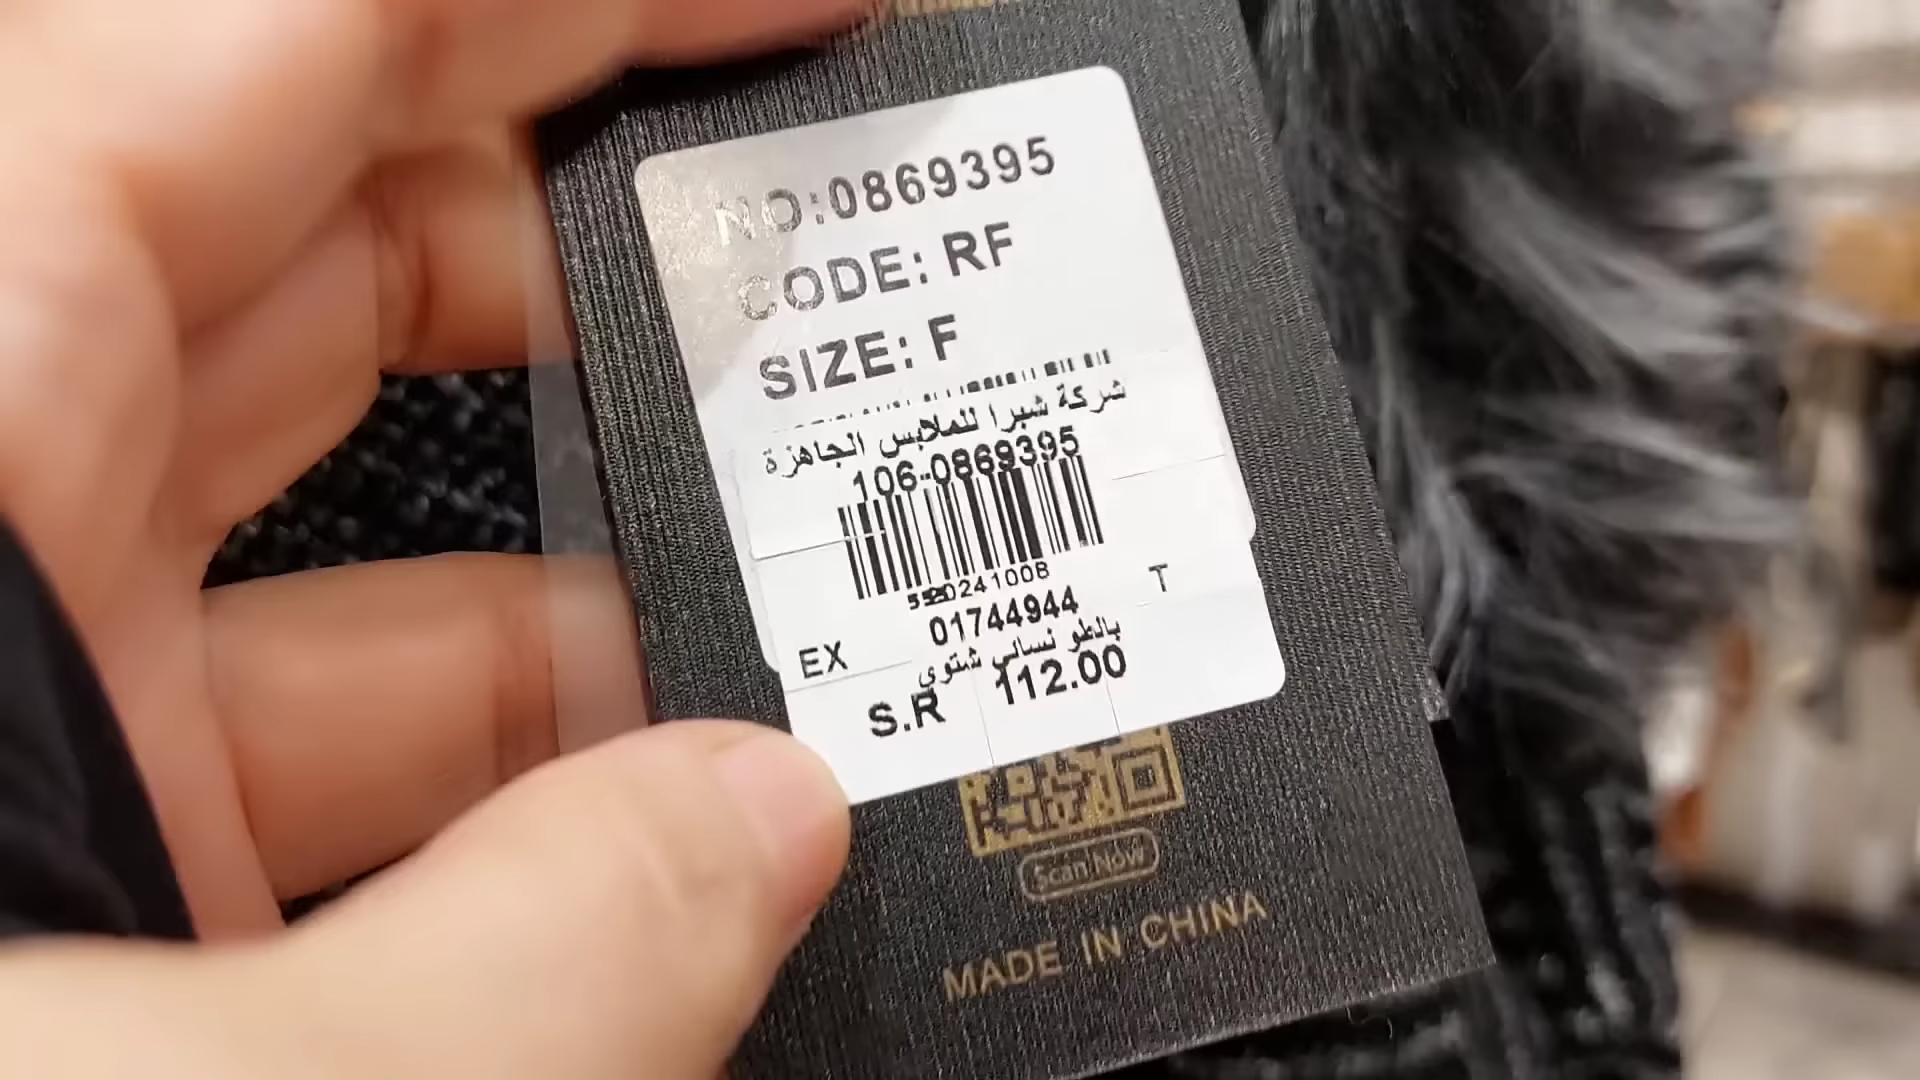 NO:0869395
CODE: RF
SIZE: F
شركة شبرا للملابس الجاهزة
106-0869395
20241008
01744944
T
EX
بالطو نسائي شتوي
S.R 112.00
Scan Now
MADE IN CHINA